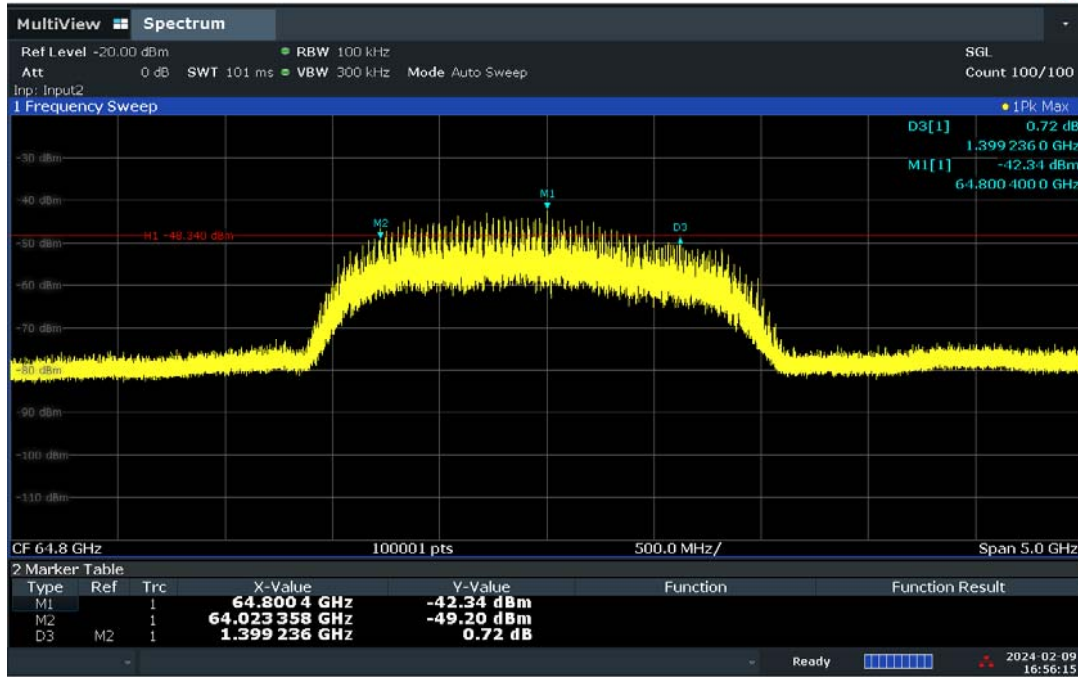 MultiView Spectrum
Ref Level -20.00 dBm RBW 100 kHz SGL
Att 0 dB SWT 101 ms VBW 300 kHz Mode Auto Sweep Count 100/100
Inp: Input2
1 Frequency Sweep 1Pk Max
D3[1] 0.72 dB
1.399 236 0 GHz
M1[1] -42.34 dBm
64.800 400 0 GHz
-30 dBm
-40 dBm
M1
M2
D3
H1 -48.340 dBm
-50 dBm
-60 dBm
-70 dBm
-80 dBm
-90 dBm
-100 dBm
-110 dBm
CF 64.8 GHz 100001 pts 500.0 MHz/ Span 5.0 GHz
2 Marker Table
Type Ref Trc X-Value Y-Value Function Function Result
M1 1 64.800 4 GHz -42.34 dBm
M2 1 64.023 358 GHz -49.20 dBm
D3 M2 1 1.399 236 GHz 0.72 dB
Ready 2024-02-09
16:56:15